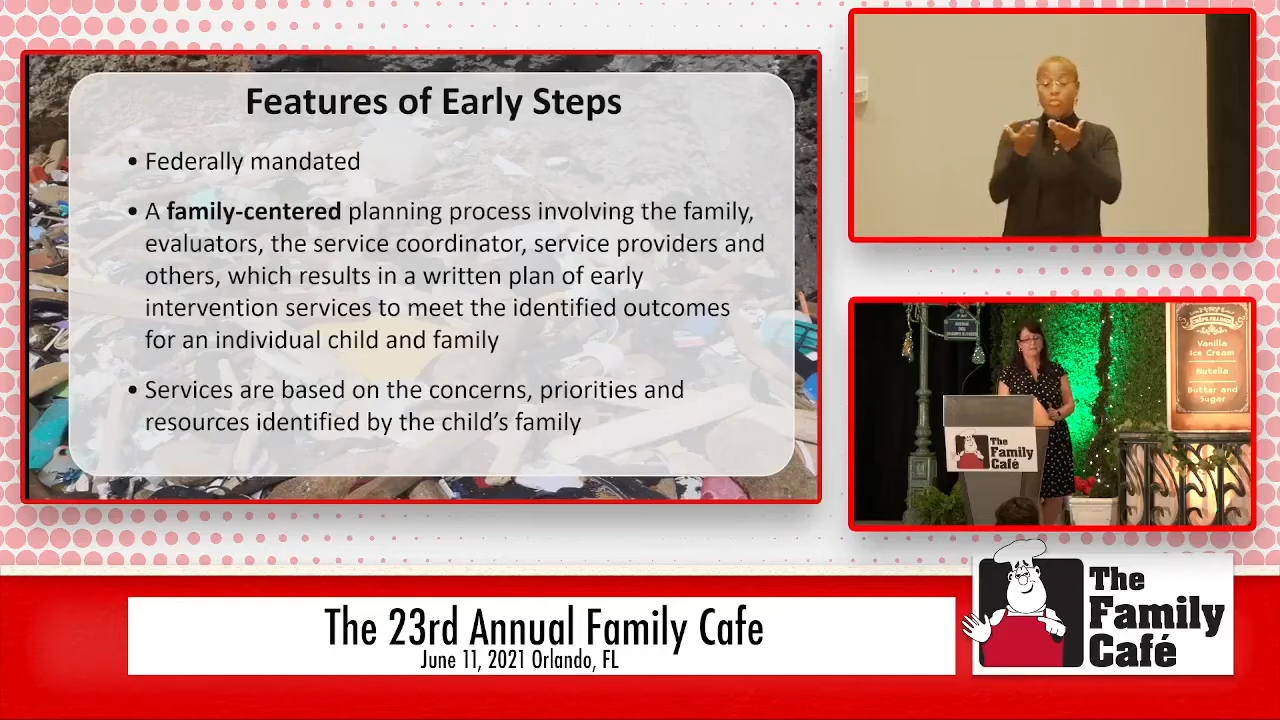 Features of Early Steps
• Federally mandated
• A family-centered planning process involving the family,
evaluators, the service coordinator, service providers and
others, which results in a written plan of early
intervention services to meet the identified outcomes
for an individual child and family
• Services are based on the concerns, priorities and
resources identified by the child's family
Vanilla
Ice Cream
Nutella
Butter and
Sugar
The
Family
Café
The 23rd Annual Family Cafe
June 11, 2021 Orlando, FL
The
Family
Café